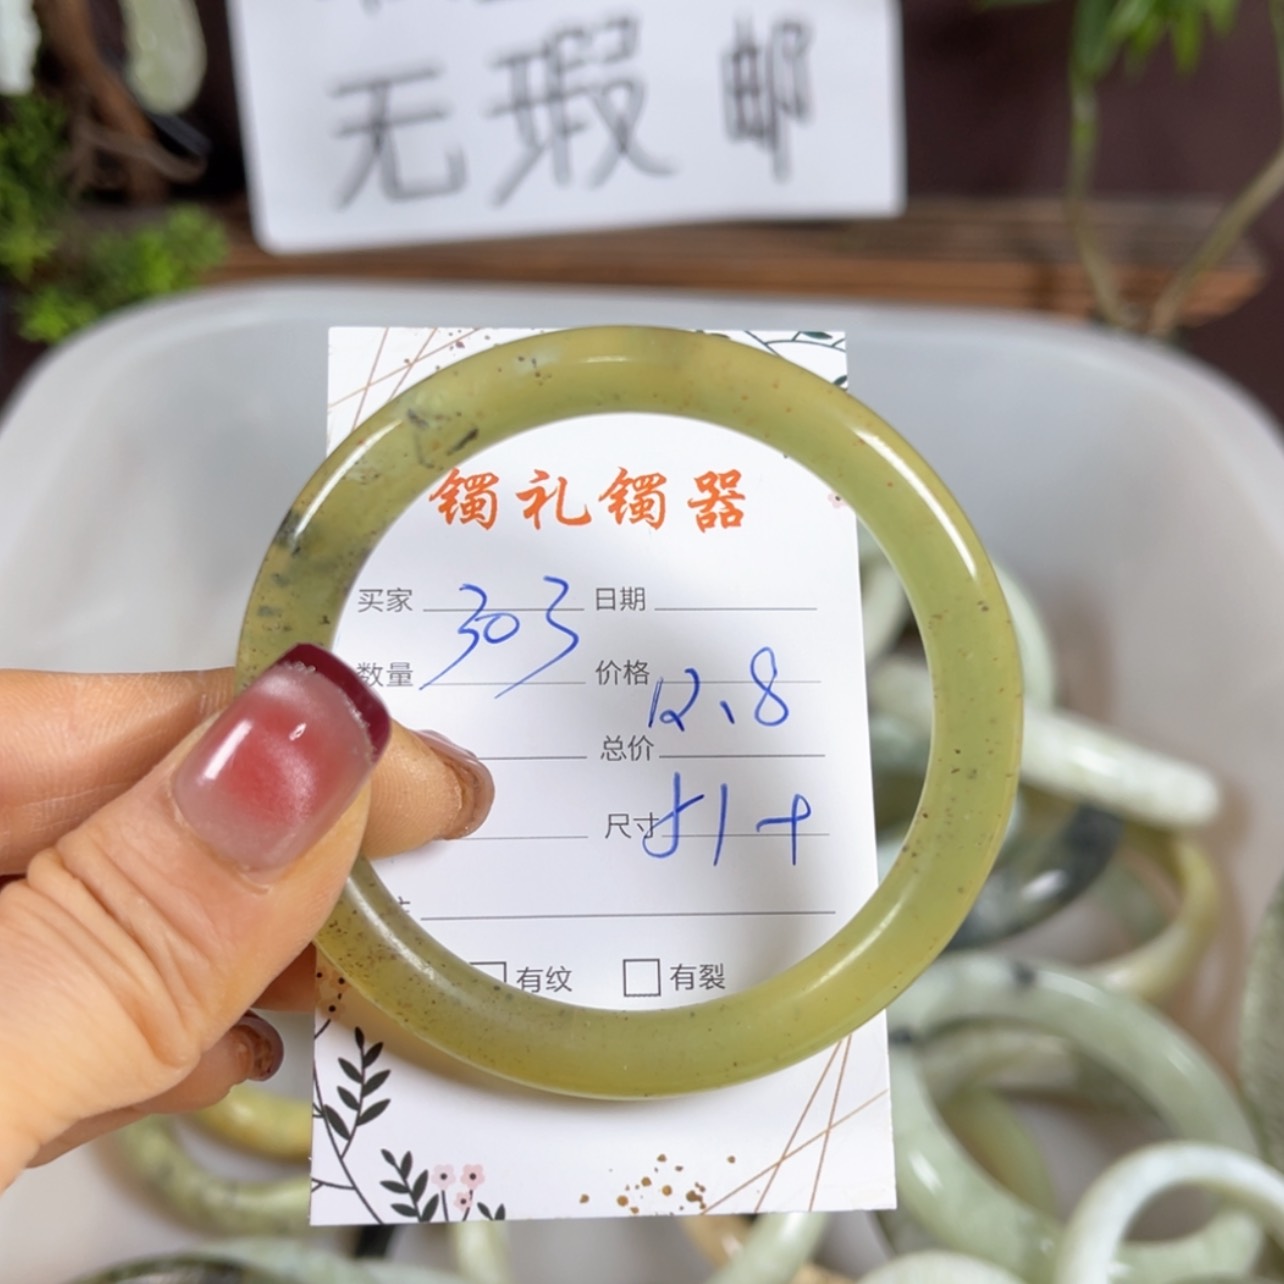 无瑕 邮
镯礼镯器
买家 303 日期
数量 价格 12、8
总价
尺寸 51+
有纹 有裂